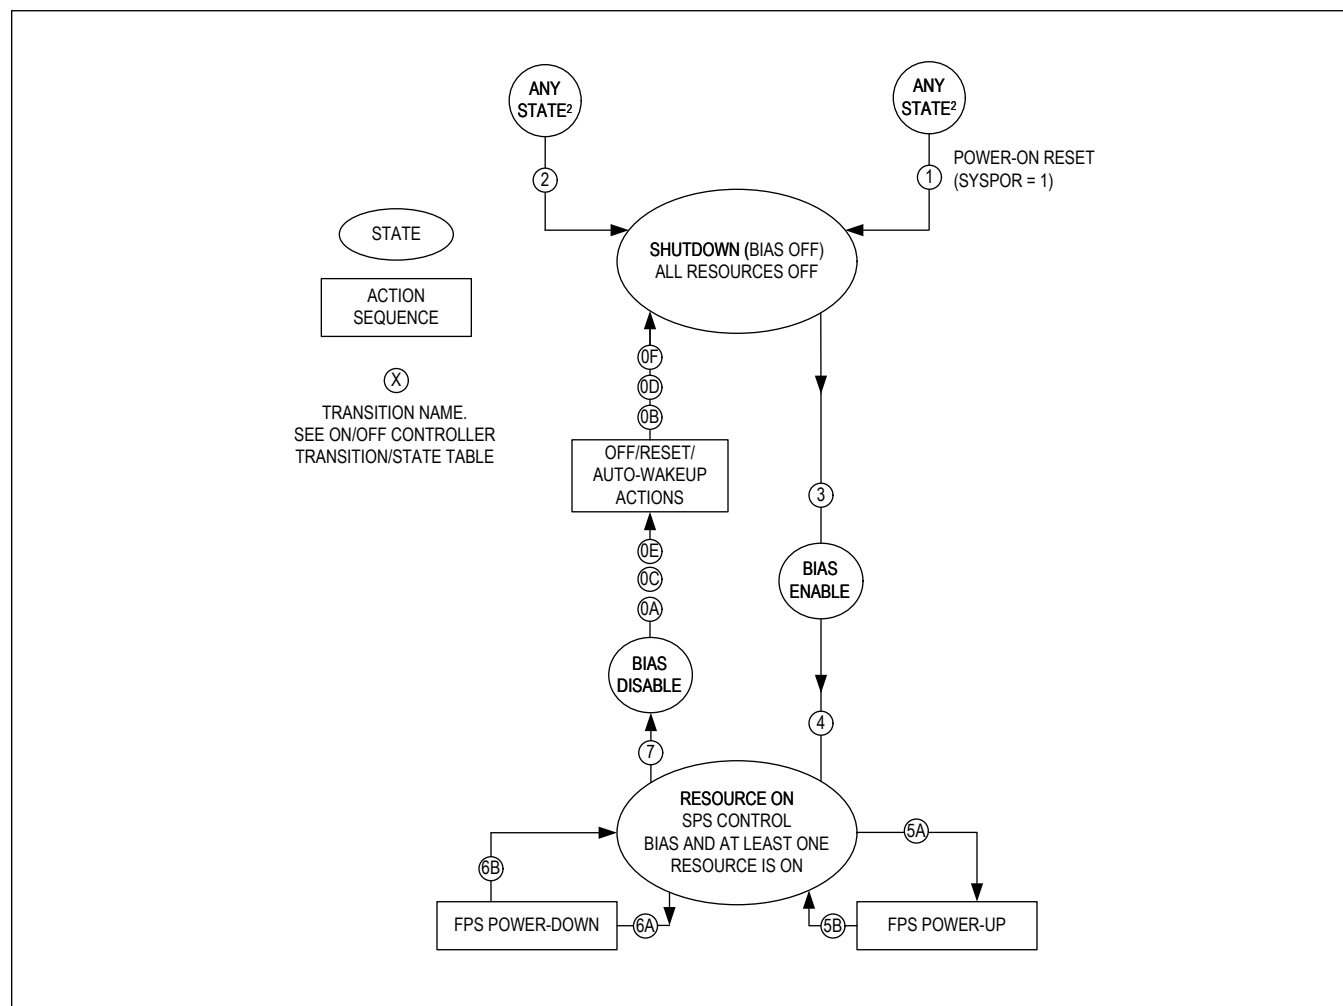 ANY
STATE²
ANY
STATE²
2
1
POWER-ON RESET
(SYSPOR = 1)
STATE
SHUTDOWN (BIAS OFF)
ALL RESOURCES OFF
ACTION
SEQUENCE
X
TRANSITION NAME.
SEE ON/OFF CONTROLLER
TRANSITION/STATE TABLE
0F
0D
0B
OFF/RESET/
AUTO-WAKEUP
ACTIONS
3
0E
0C
0A
BIAS
ENABLE
BIAS
DISABLE
7
4
RESOURCE ON
SPS CONTROL
BIAS AND AT LEAST ONE
RESOURCE IS ON
5A
6B
FPS POWER-DOWN
6A
5B
FPS POWER-UP